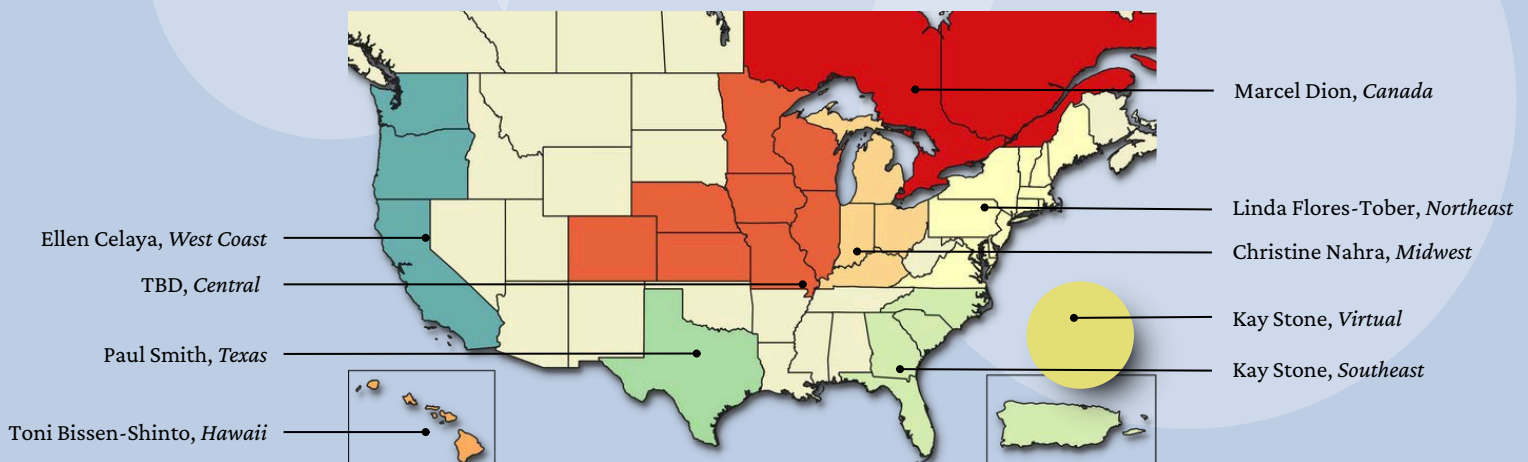 Ellen Celaya, West Coast
TBD, Central
Paul Smith, Texas
Toni Bissen-Shinto, Hawaii
Marcel Dion, Canada
Linda Flores-Tober, Northeast
Christine Nahra, Midwest
Kay Stone, Virtual
Kay Stone, Southeast